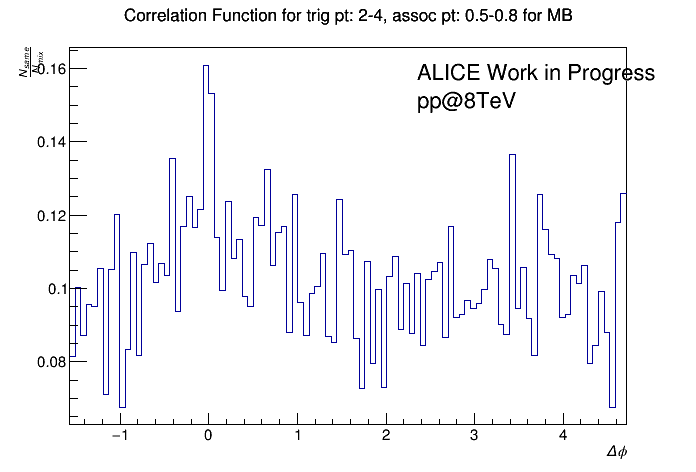 Correlation Function for trig pt: 2-4, assoc pt: 0.5-0.8 for MB
N_same
N_mix
ALICE Work in Progress
pp@8TeV
0.16
0.14
0.12
0.1
0.08
−1 0 1 2 3 4
Δϕ